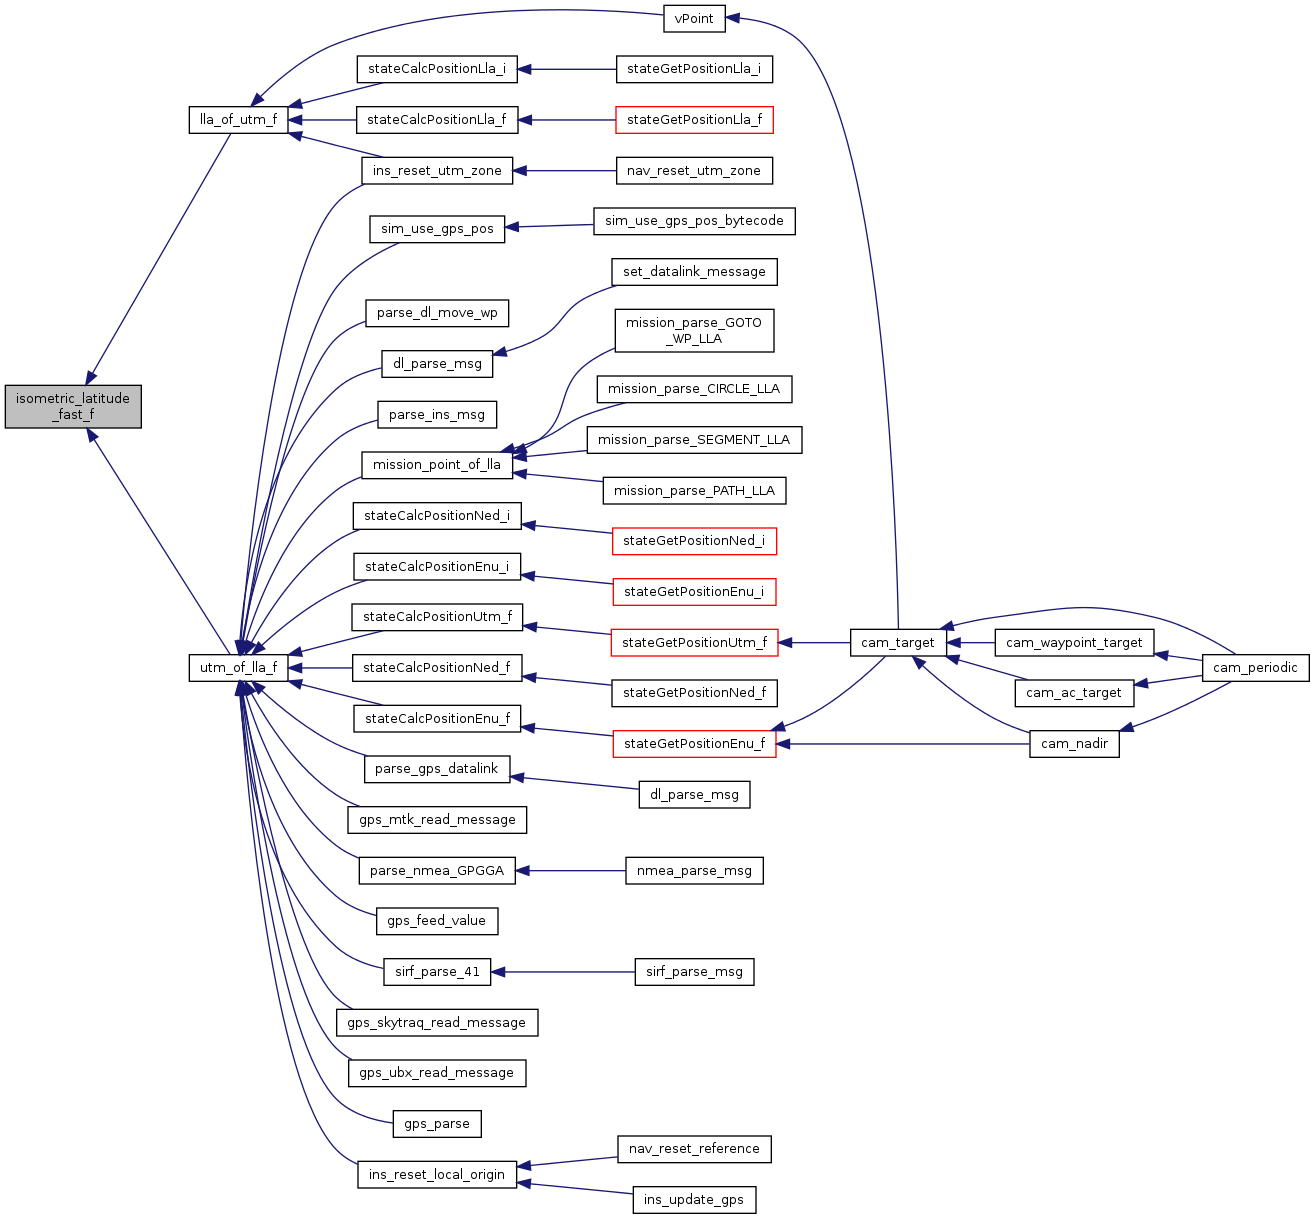 vPoint
stateCalcPositionLla_i
stateGetPositionLla_i
lla_of_utm_f
stateCalcPositionLla_f
stateGetPositionLla_f
ins_reset_utm_zone
nav_reset_utm_zone
sim_use_gps_pos
sim_use_gps_pos_bytecode
set_datalink_message
parse_dl_move_wp
mission_parse_GOTO
_WP_LLA
dl_parse_msg
isometric_latitude
_fast_f
mission_parse_CIRCLE_LLA
parse_ins_msg
mission_parse_SEGMENT_LLA
mission_point_of_lla
mission_parse_PATH_LLA
stateCalcPositionNed_i
stateGetPositionNed_i
stateCalcPositionEnu_i
stateGetPositionEnu_i
stateCalcPositionUtm_f
stateGetPositionUtm_f
cam_target
cam_waypoint_target
utm_of_lla_f
stateCalcPositionNed_f
cam_periodic
stateGetPositionNed_f
cam_ac_target
stateCalcPositionEnu_f
stateGetPositionEnu_f
cam_nadir
parse_gps_datalink
dl_parse_msg
gps_mtk_read_message
parse_nmea_GPGGA
nmea_parse_msg
gps_feed_value
sirf_parse_41
sirf_parse_msg
gps_skytraq_read_message
gps_ubx_read_message
gps_parse
nav_reset_reference
ins_reset_local_origin
ins_update_gps